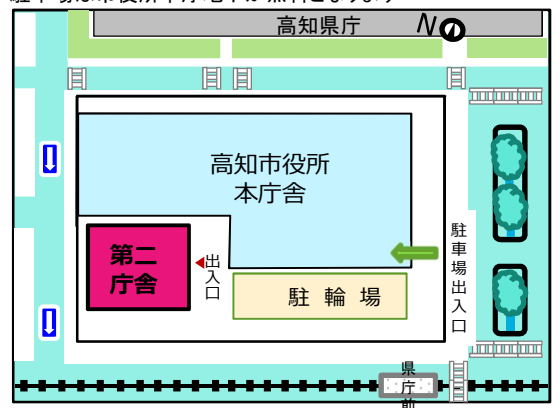 高知県庁
N
高知市役所
本庁舎
第二
庁舎
出入口
駐車場出入口
駐 輪 場
県庁前